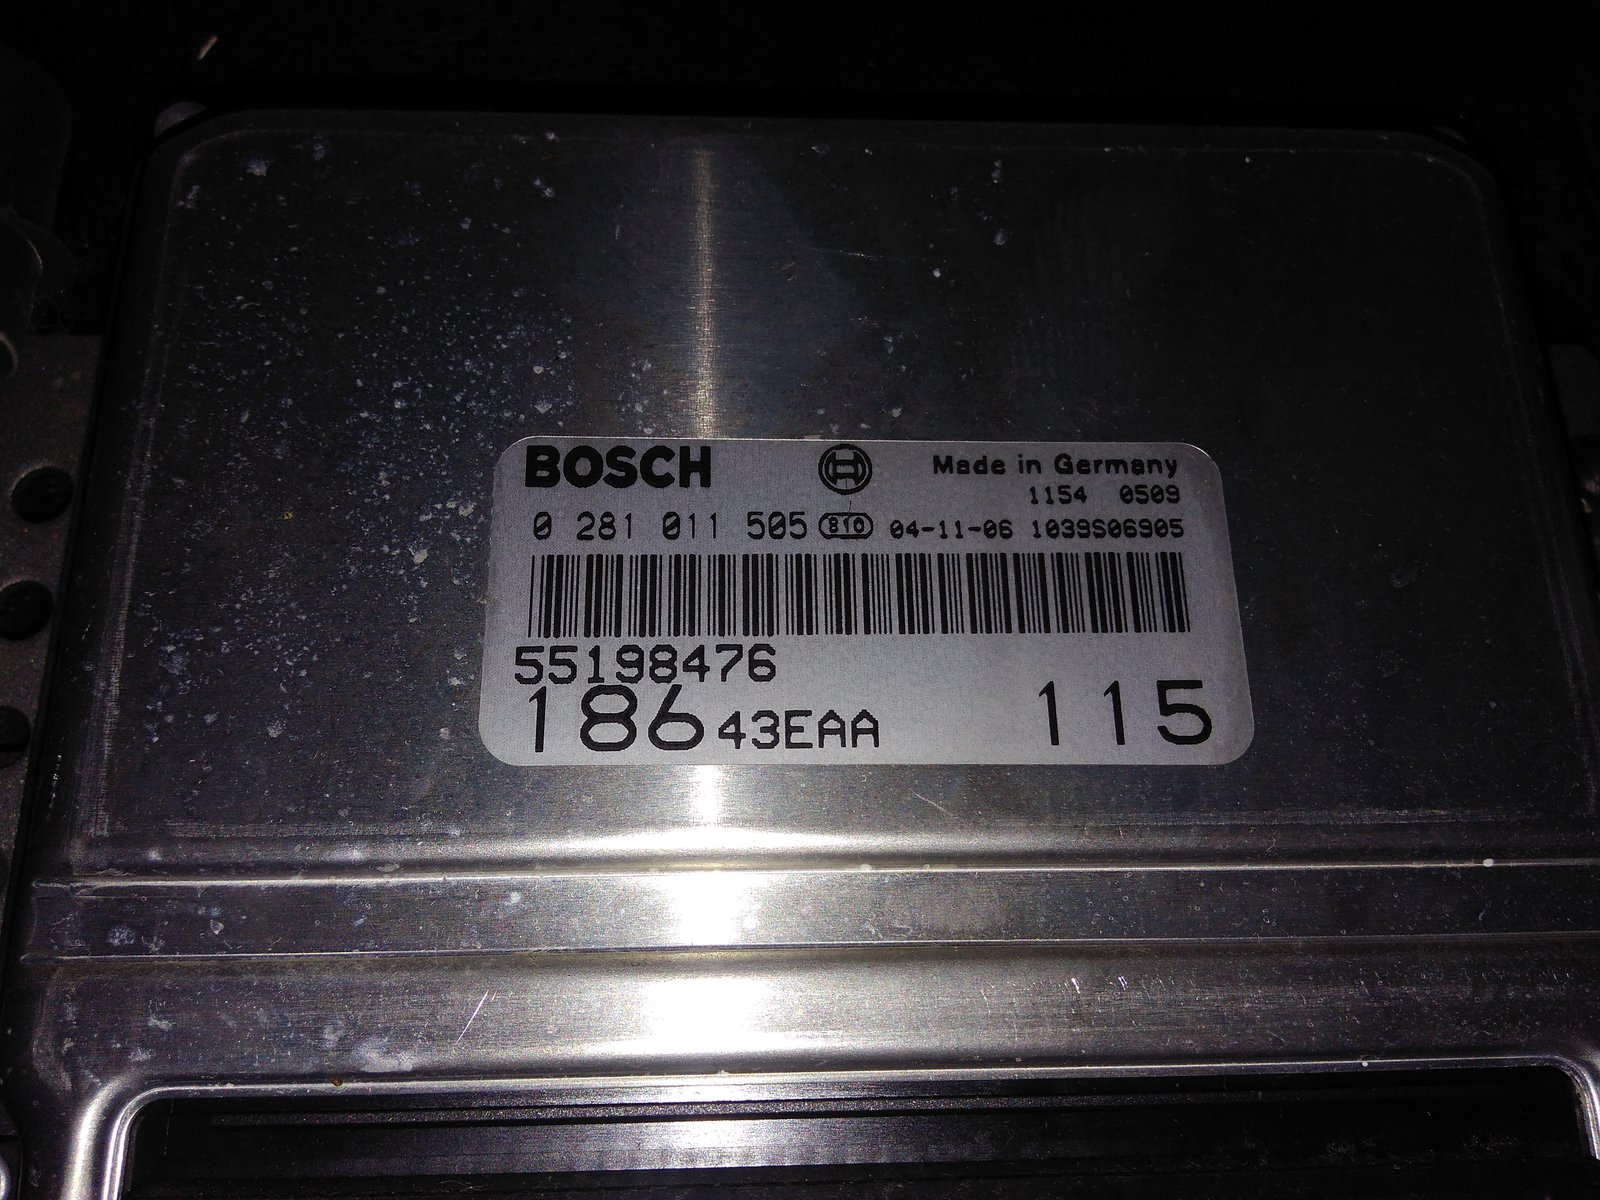 BOSCH Made in Germany
1154 0509
0 281 011 505 810 04-11-06 1039S06905
55198476
186 43EAA 115